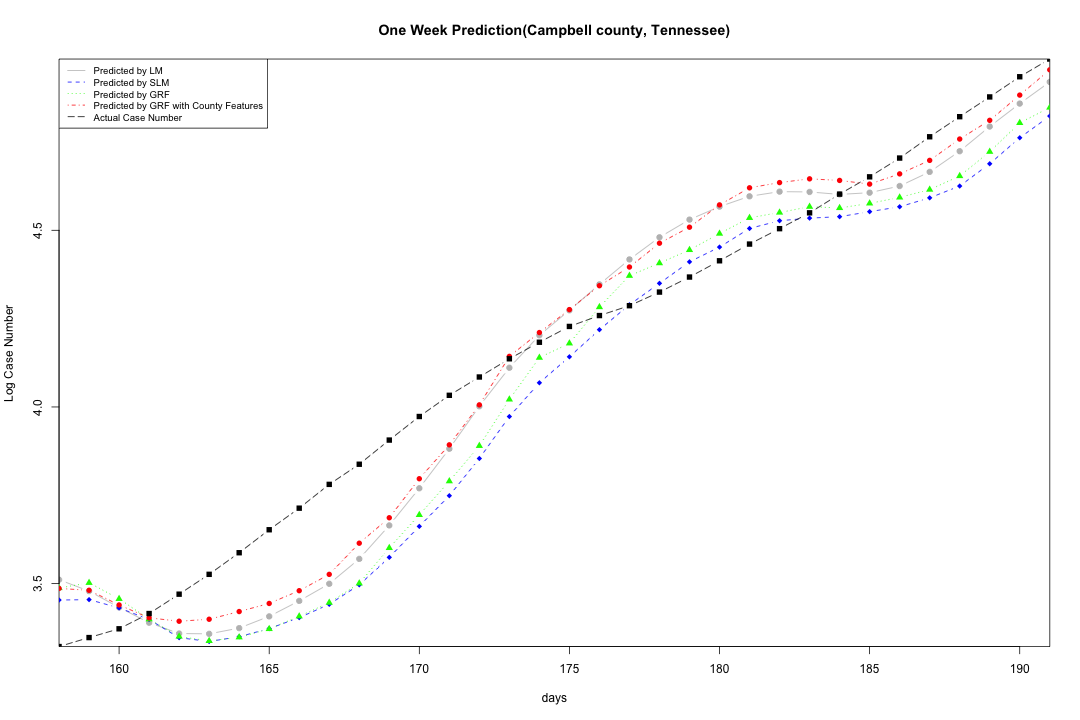 One Week Prediction(Campbell county, Tennessee)
Predicted by LM
Predicted by SLM
Predicted by GRF
Predicted by GRF with County Features
Actual Case Number
Log Case Number
4.5
4.0
3.5
160 165 170 175 180 185 190
days